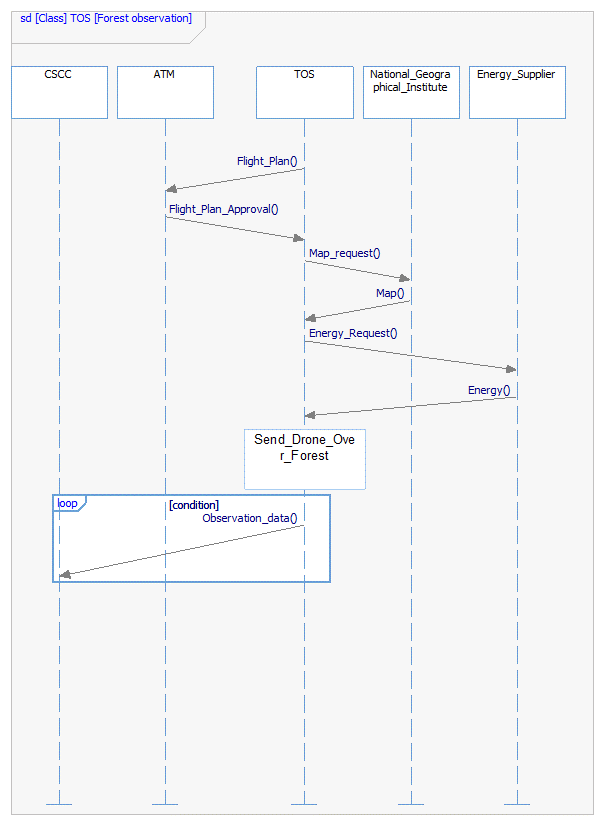 sd [Class] TOS [Forest observation]
CSCC
ATM
TOS
National_Geogra
phical_Institute
Energy_Supplier
Flight_Plan()
Flight_Plan_Approval()
Map_request()
Map()
Energy_Request()
Energy()
Send_Drone_Ove
r_Forest
loop
[condition]
Observation_data()